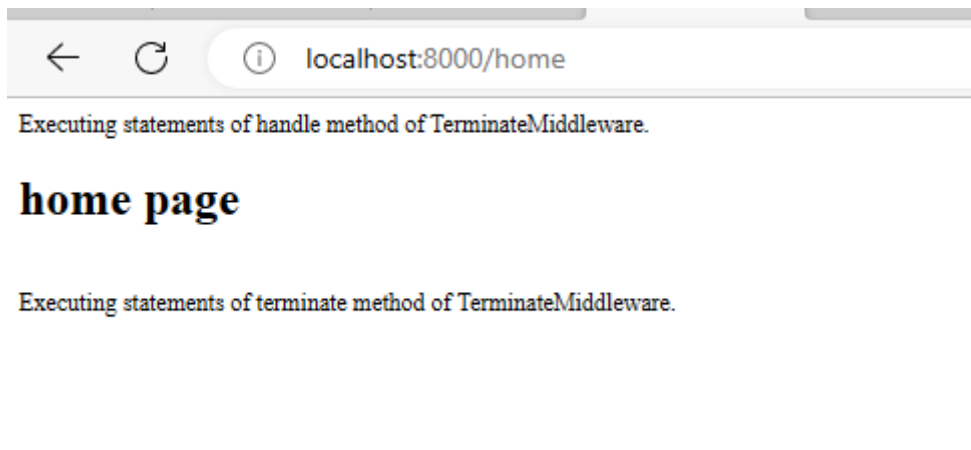 localhost:8000/home
Executing statements of handle method of TerminateMiddleware.
home page
Executing statements of terminate method of TerminateMiddleware.